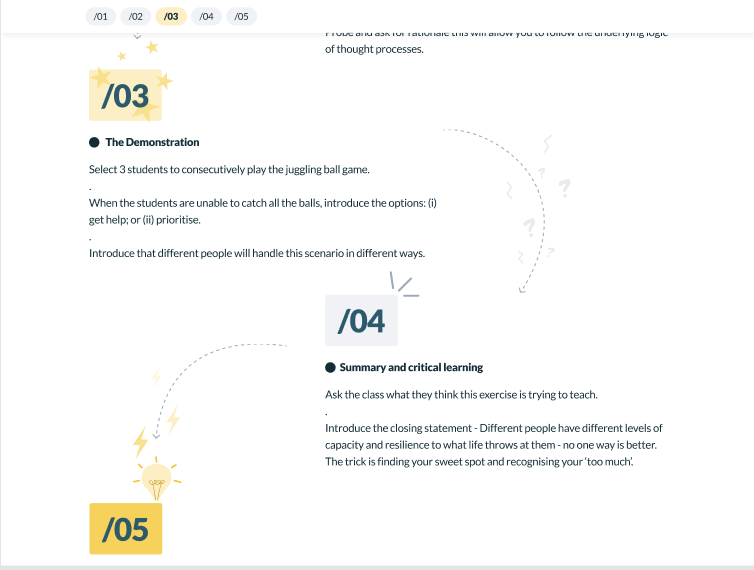 /01
/02
/03
/04
/05
Probe and ask for rationale this will allow you to follow the underlying logic
of thought processes.
/03
The Demonstration
Select 3 students to consecutively play the juggling ball game.
.
When the students are unable to catch all the balls, introduce the options: (i)
get help; or (ii) prioritise.
.
Introduce that different people will handle this scenario in different ways.
/04
Summary and critical learning
Ask the class what they think this exercise is trying to teach.
.
Introduce the closing statement - Different people have different levels of
capacity and resilience to what life throws at them - no one way is better.
The trick is finding your sweet spot and recognising your ‘too much’.
/05